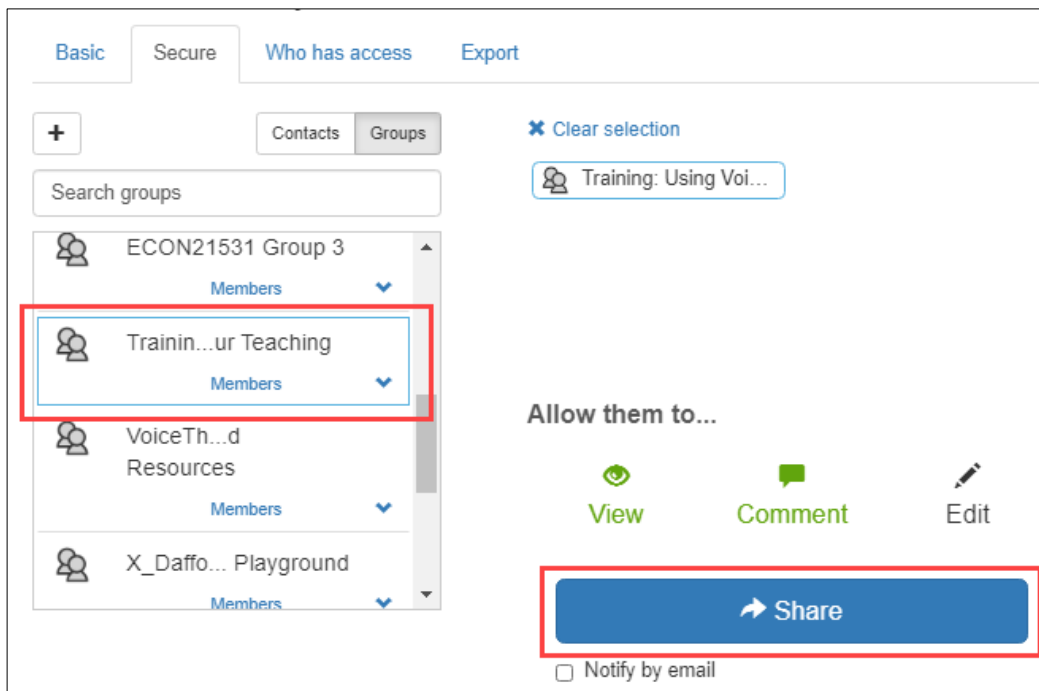 Basic Secure Who has access Export
+ Contacts Groups
Search groups
ECON21531 Group 3
Members
Trainin...ur Teaching
Members
VoiceTh...d
Resources
Members
X_Daffo... Playground
Members
Clear selection
Training: Using Voi...
Allow them to...
View Comment Edit
Share
Notify by email